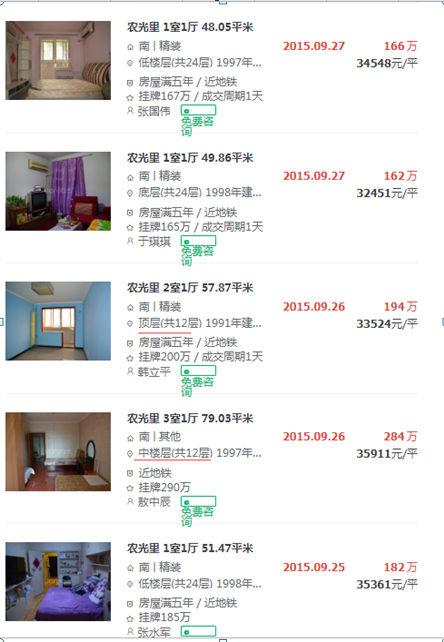 农光里 1室1厅 48.05平米
南 | 精装 2015.09.27 166万
低楼层(共24层) 1997年... 34548元/平
房屋满五年 / 近地铁
挂牌167万 / 成交周期1天
张国伟 免费咨
询
农光里 1室1厅 49.86平米
南 | 精装 2015.09.27 162万
底层(共24层) 1998年建... 32451元/平
房屋满五年 / 近地铁
挂牌165万 / 成交周期1天
于琪琪 免费咨
询
农光里 2室1厅 57.87平米
南 | 精装 2015.09.26 194万
顶层(共12层) 1991年建... 33524元/平
房屋满五年 / 近地铁
挂牌200万 / 成交周期1天
韩立平 免费咨
询
农光里 3室1厅 79.03平米
南 | 其他 2015.09.26 284万
中楼层(共12层) 1997年... 35911元/平
近地铁
挂牌290万
敖中辰 免费咨
询
农光里 1室1厅 51.47平米
南 | 精装 2015.09.25 182万
低楼层(共24层) 1998年... 35361元/平
房屋满五年 / 近地铁
挂牌185万
张水军